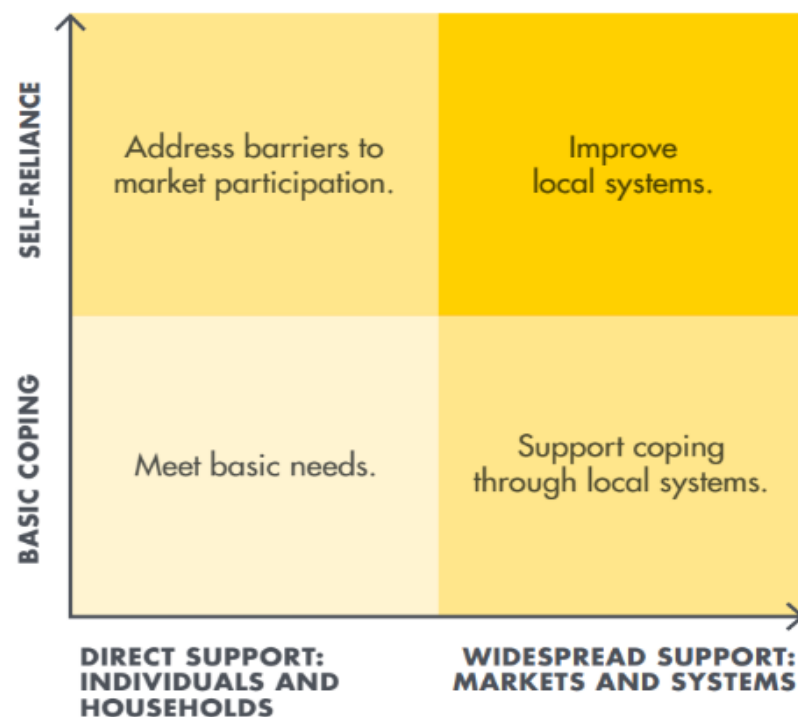 SELF-RELIANCE
Address barriers to
market participation.
Improve
local systems.
BASIC COPING
Meet basic needs.
Support coping
through local systems.
DIRECT SUPPORT:
INDIVIDUALS AND
HOUSEHOLDS
WIDESPREAD SUPPORT:
MARKETS AND SYSTEMS